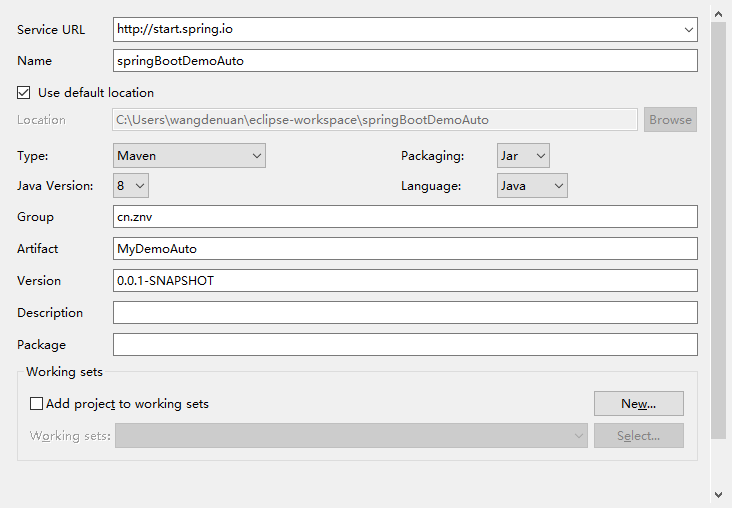 Service URL http://start.spring.io
Name springBootDemoAuto
Use default location
Location C:\Users\wangdenuan\eclipse-workspace\springBootDemoAuto Browse
Type: Maven Packaging: Jar
Java Version: 8 Language: Java
Group cn.znv
Artifact MyDemoAuto
Version 0.0.1-SNAPSHOT
Description
Package
Working sets
Add project to working sets New...
Working sets: Select...